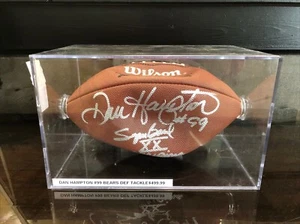 Wilson
Dan Hampton
#99
Super Bowl
XX
DAN HAMPTON #99 BEARS DEF TACKLE $499.99